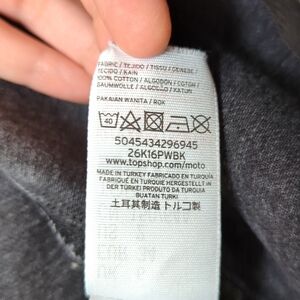 FABRIC / TEJIDO / TISSU / GEWEBE /
TECIDO / KAIN
100% COTTON / ALGODON / COTON /
BAUMWOLLE / ALGODÃO / KATUN
PAKAIAN WANITA / ROK
40
5045434296945
26K16PWBK
www.topshop.com/moto
MADE IN TURKEY FABRICADO EN TURQUÍA
FABRIQUÉ EN TURQUIE HERGESTELLT IN
DER TÜRKEI PRODUTO DA TURQUIA
BUATAN TURKI
土耳其制造 トルコ製